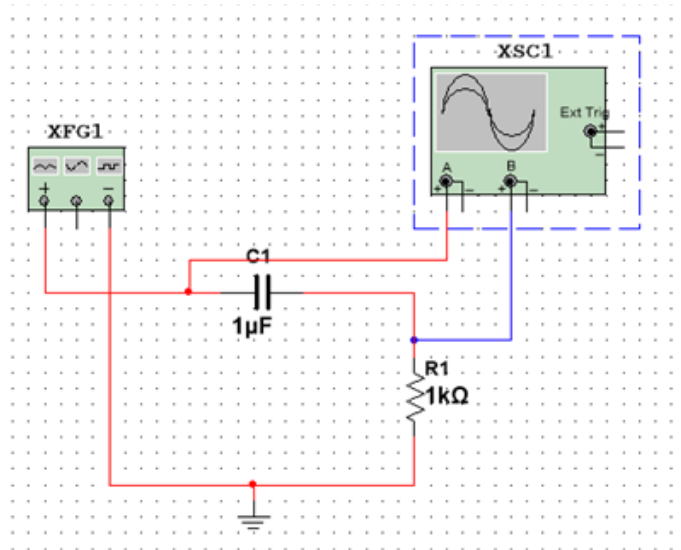 XSC1
Ext Trig
+
−
A
B
+ −
+ −
XFG1
+ −
C1
1µF
R1
1kΩ